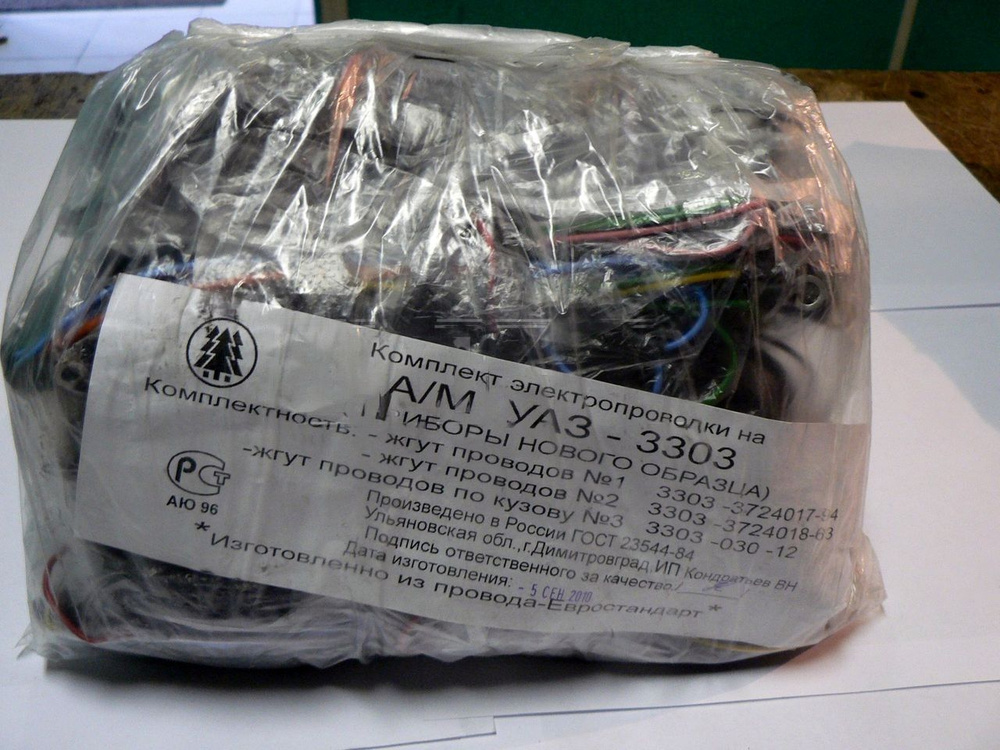 Комплект электропроводки на
А/М УАЗ - 3303
ПРИБОРЫ НОВОГО ОБРАЗЦА)
Комплектность: - жгут проводов №1 3303 -3724017-94
- жгут проводов №2 3303 -3724018-63
-жгут проводов по кузову №3 3303 -030 -12
РСТ
АЮ 96
Произведено в России ГОСТ 23544-84
Ульяновская обл.,г.Димитровград,ИП Кондратьев ВН
Подпись ответственного за качество:/
Дата изготовления: - 5 СЕН 2010
*Изготовленно из провода-Евростандарт*